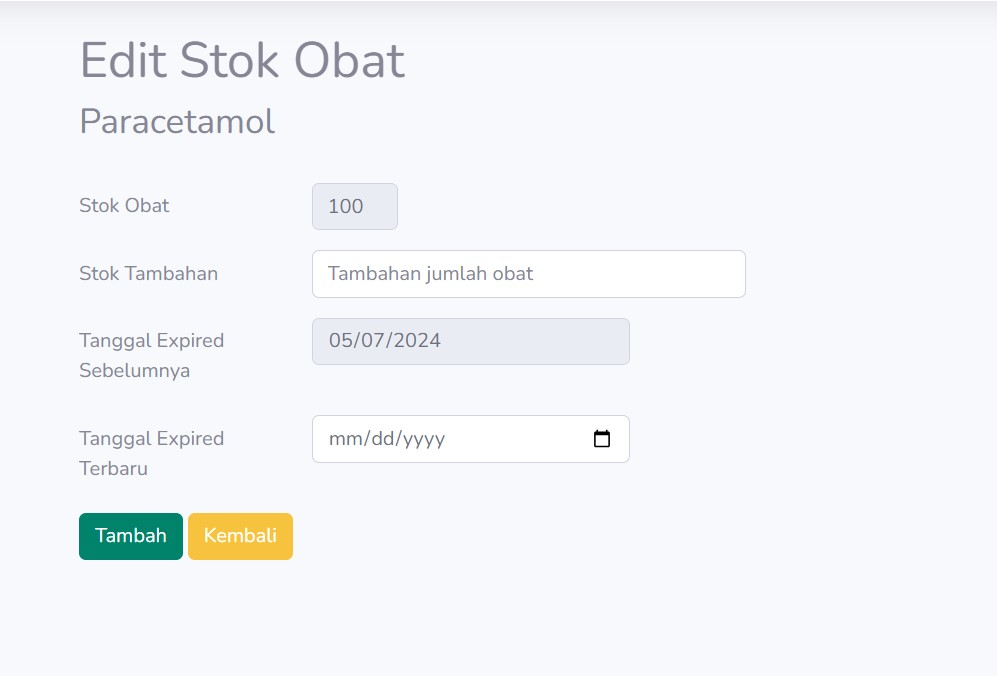 Edit Stok Obat
Paracetamol
Stok Obat
100
Stok Tambahan
Tambahan jumlah obat
Tanggal Expired
Sebelumnya
05/07/2024
Tanggal Expired
Terbaru
mm/dd/yyyy
Tambah
Kembali